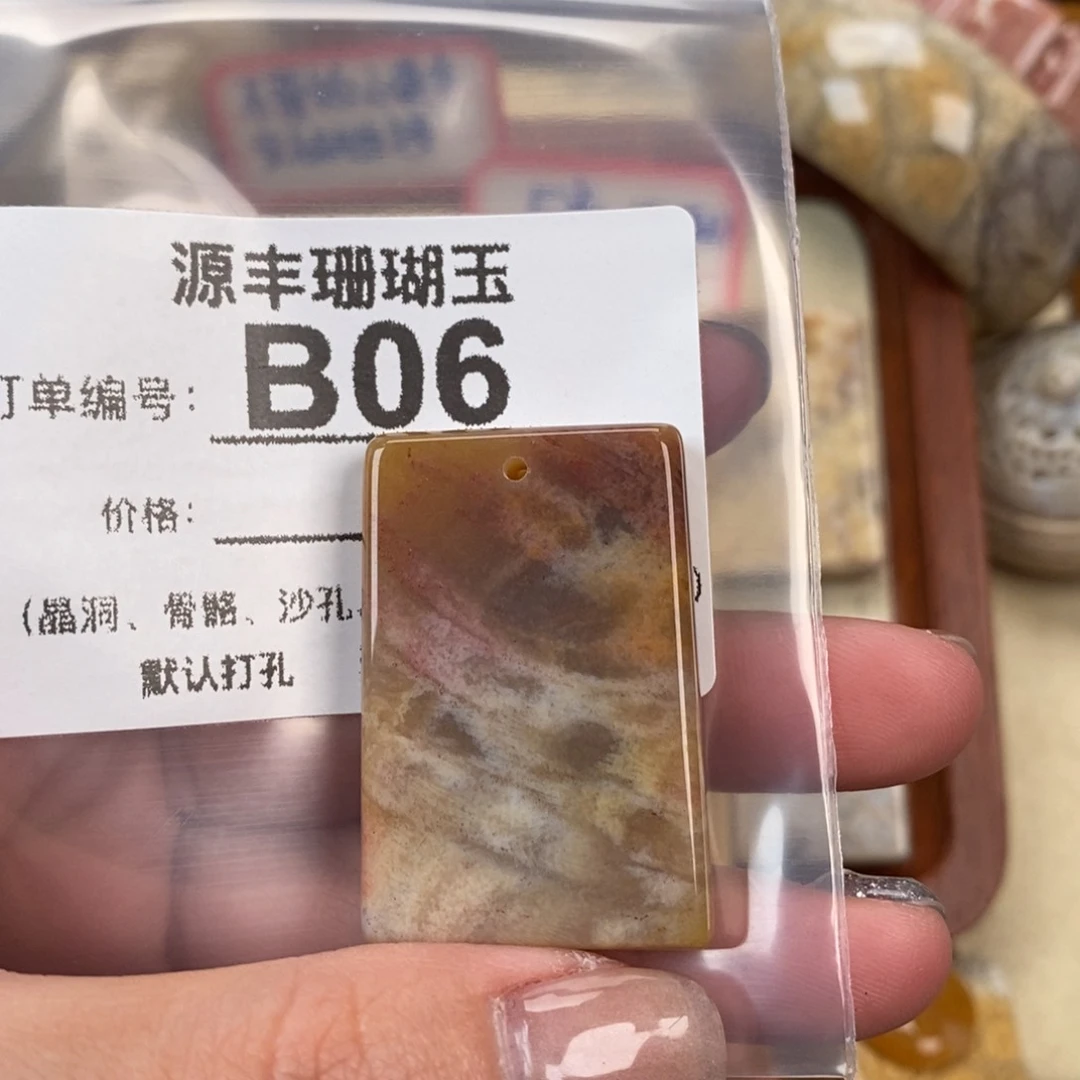 源丰珊瑚玉
B06
订单编号：
价格：
（晶洞、骨骼、沙孔
默认打孔